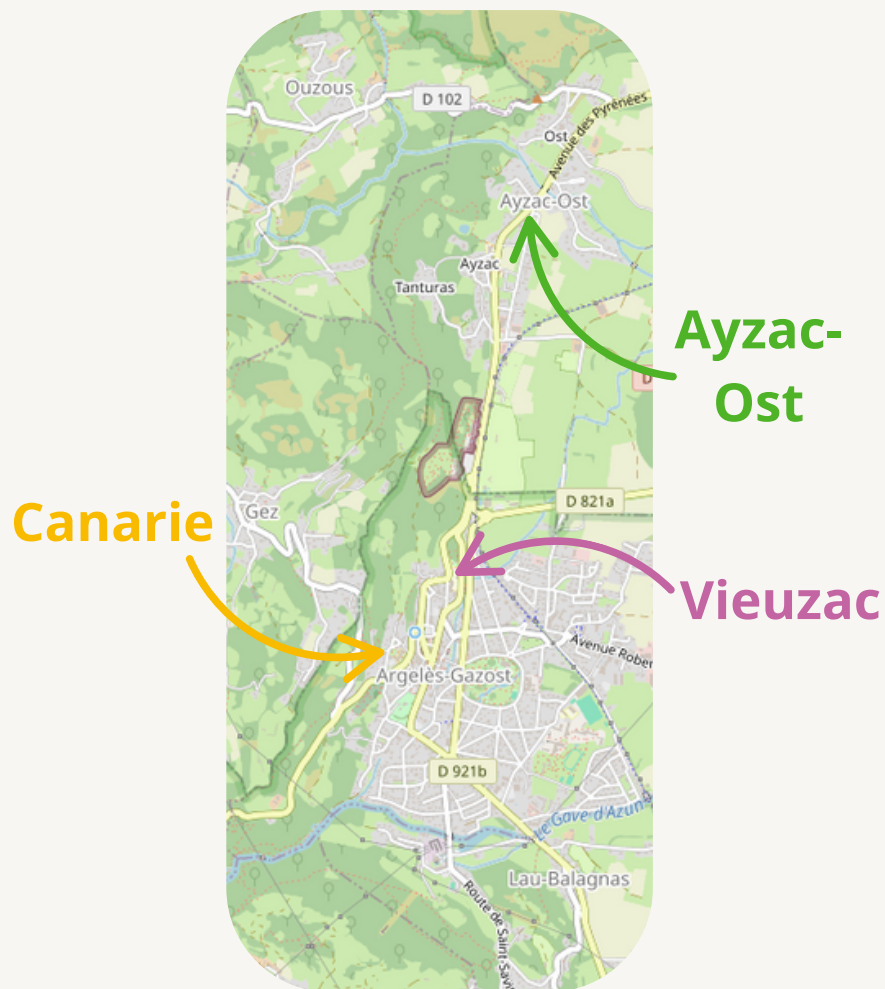 Ouzous
D 102
Avenue des Pyrénées
Ost
Ayzac-Ost
Ayzac
Tanturas
Ayzac-
Ost
D
Canarie
Gez
D 821a
Vieuzac
Avenue Rober
Argelès-Gazost
D 921b
Le Gave d'Azun
Lau-Balagnas
Route de Saint-Savi